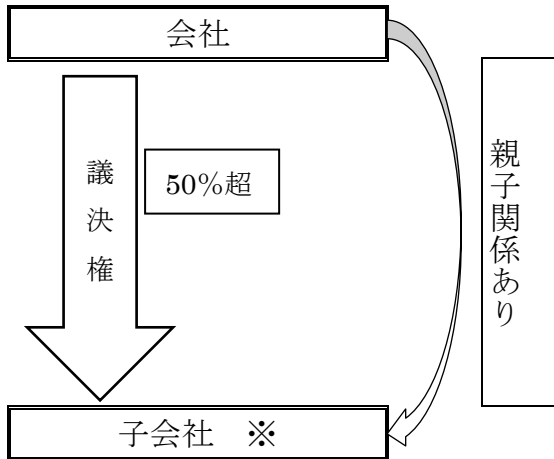 会社
議決権
50%超
親子関係あり
子会社 ※